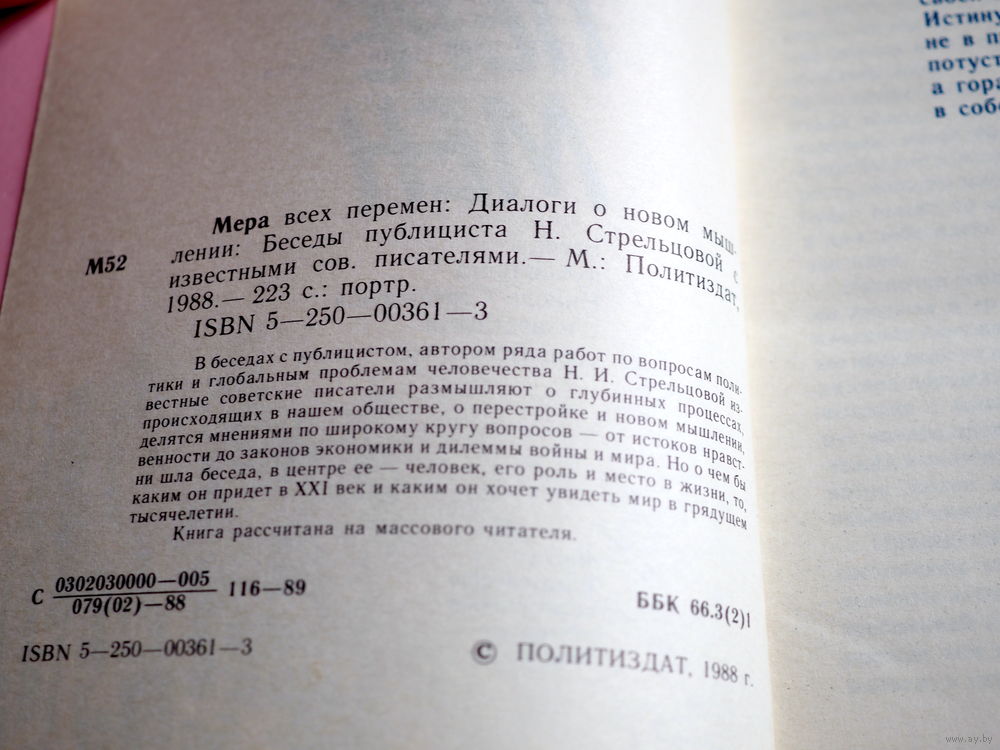 Мера всех перемен: Диалоги о новом мыш-
М52 лении: Беседы публициста Н. Стрельцовой с
известными сов. писателями.— М.: Политиздат,
1988.— 223 с.: портр.
ISBN 5—250—00361—3
В беседах с публицистом, автором ряда работ по вопросам поли-
тики и глобальным проблемам человечества Н. И. Стрельцовой из-
вестные советские писатели размышляют о глубинных процессах,
происходящих в нашем обществе, о перестройке и новом мышлении,
делятся мнениями по широкому кругу вопросов — от истоков нравст-
венности до законов экономики и дилеммы войны и мира. Но о чем бы
ни шла беседа, в центре ее — человек, его роль и место в жизни, то,
каким он придет в XXI век и каким он хочет увидеть мир в грядущем
тысячелетии.
Книга рассчитана на массового читателя.
С 0302030000—005
079(02)—88 116—89
ББК 66.3(2)1
ISBN 5—250—00361—3
© ПОЛИТИЗДАТ, 1988 г.
Истину
не в п
потуст
а гора
в собс
www.ay.by